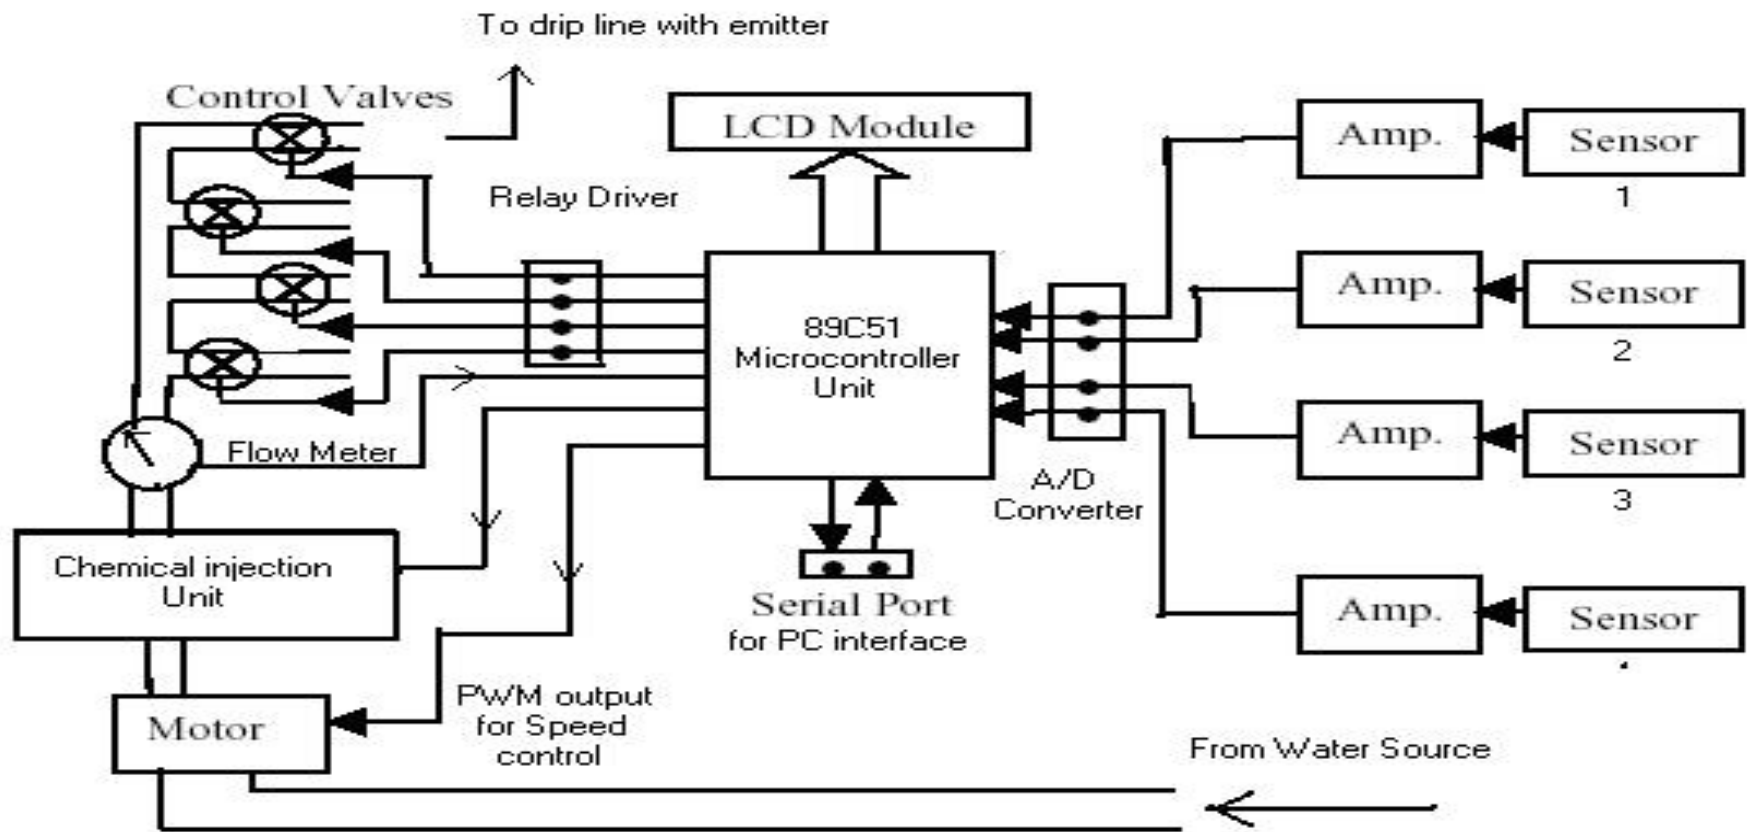 To drip line with emitter
Control Valves
LCD Module
Relay Driver
Amp.
Sensor
1
Amp.
Sensor
2
89C51
Microcontroller
Unit
Amp.
Sensor
3
Flow Meter
A/D
Converter
Chemical injection
Unit
Serial Port
for PC interface
Amp.
Sensor
Motor
PWM output
for Speed
control
From Water Source